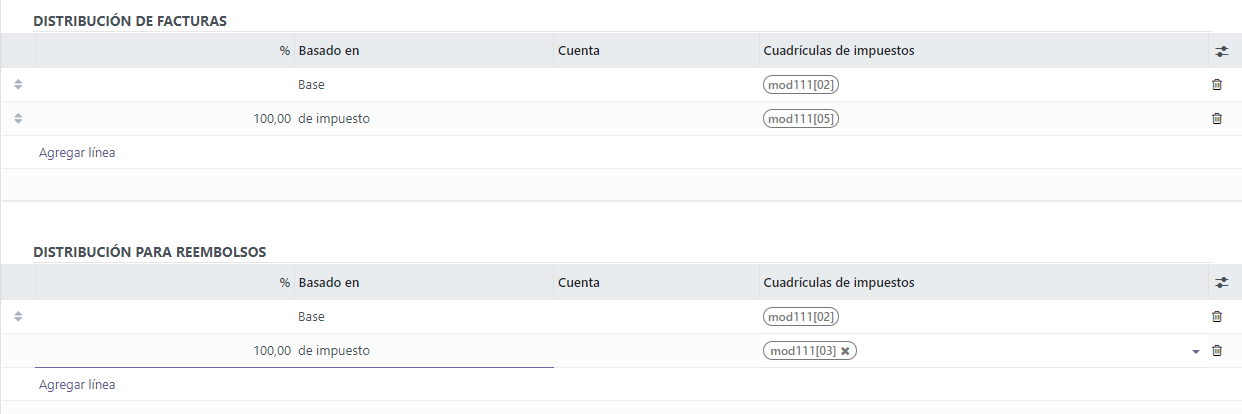 DISTRIBUCIÓN DE FACTURAS
% Basado en Cuenta Cuadrículas de impuestos
Base mod111[02]
100,00 de impuesto mod111[05]
Agregar línea
DISTRIBUCIÓN PARA REEMBOLSOS
% Basado en Cuenta Cuadrículas de impuestos
Base mod111[02]
100,00 de impuesto mod111[03]
Agregar línea